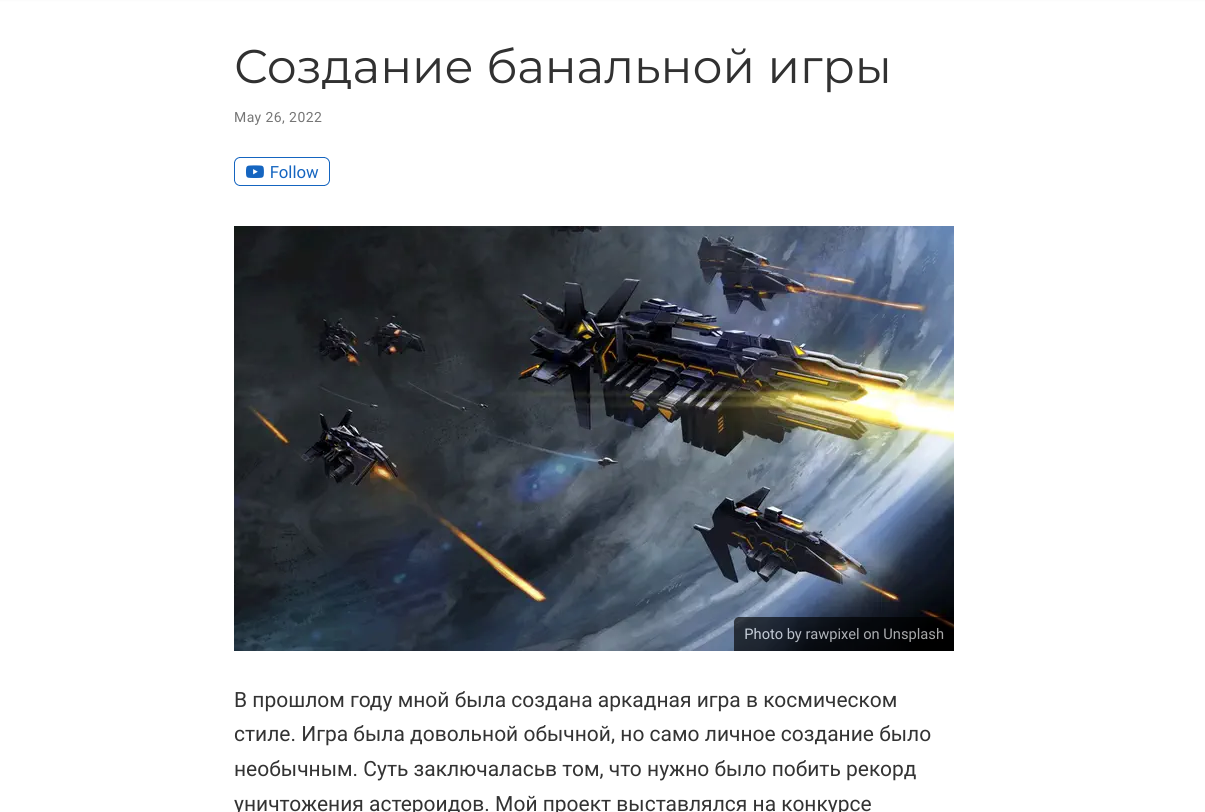 Создание банальной игры
May 26, 2022
Follow
Photo by rawpixel on Unsplash
В прошлом году мной была создана аркадная игра в космическом
стиле. Игра была довольной обычной, но само личное создание было
необычным. Суть заключаласьв том, что нужно было побить рекорд
уничтожения астероидов. Мой проект выставлялся на конкурсе